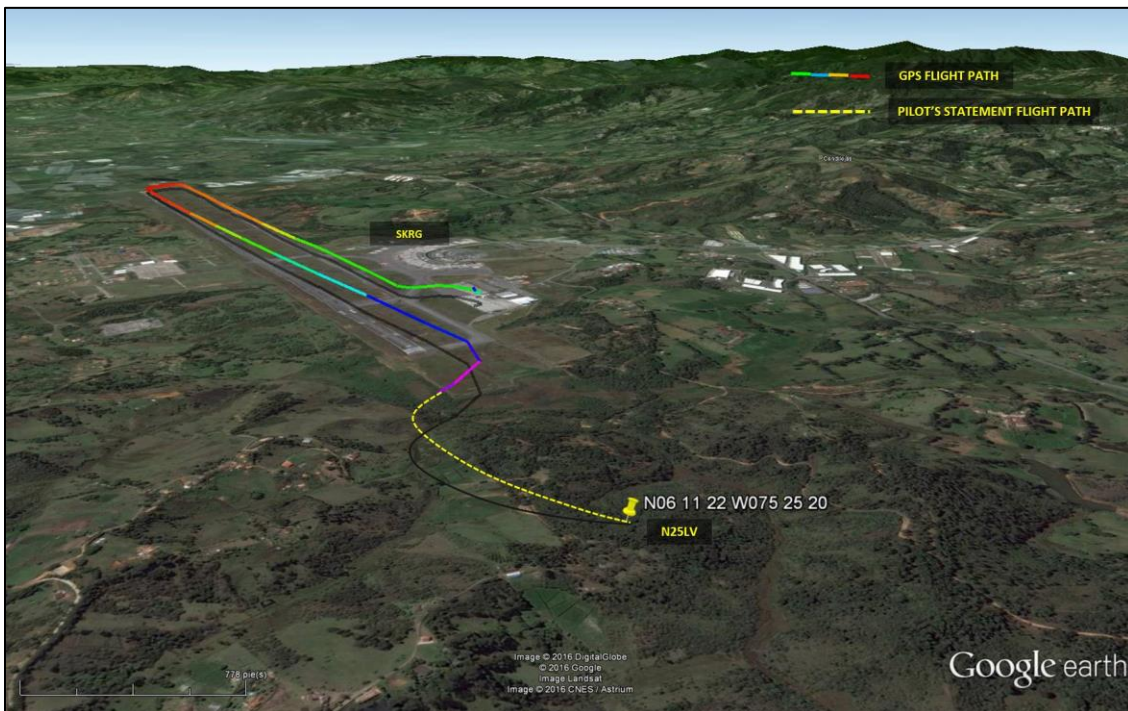 GPS FLIGHT PATH
PILOT'S STATEMENT FLIGHT PATH
SKRG
N06 11 22 W075 25 20
N25LV
778 pie(s)
Image © 2016 DigitalGlobe
© 2016 Google
Image Landsat
Image © 2016 CNES / Astrium
Google earth